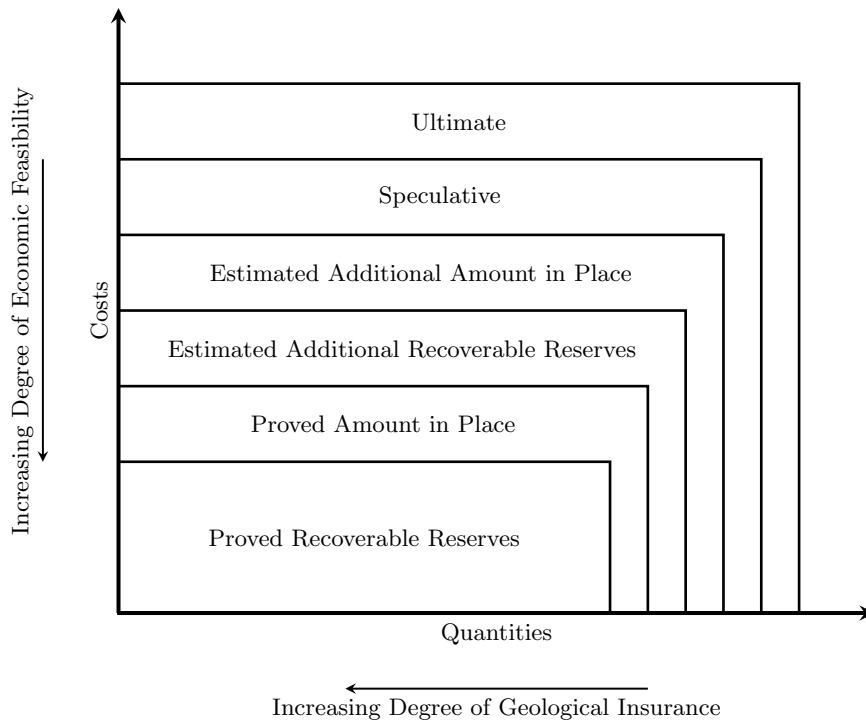 Ultimate
Speculative
Estimated Additional Amount in Place
Estimated Additional Recoverable Reserves
Proved Amount in Place
Proved Recoverable Reserves
Costs
Increasing Degree of Economic Feasibility
Quantities
Increasing Degree of Geological Insurance